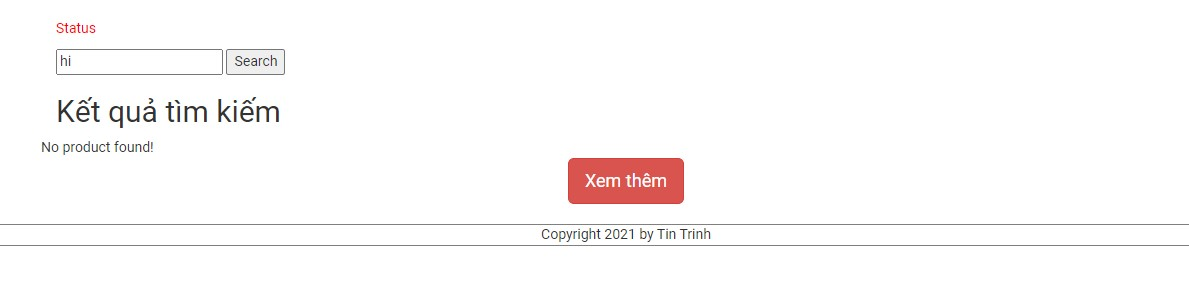 Status
hi Search
Kết quả tìm kiếm
No product found!
Xem thêm
Copyright 2021 by Tin Trinh